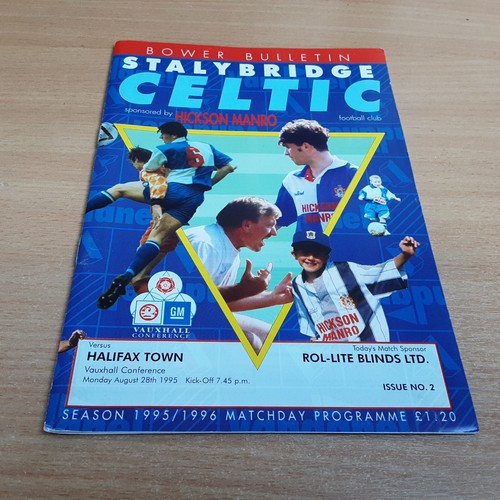 BOWER BULLETIN
STALYBRIDGE
CELTIC
sponsored by HICKSON MANRO football club
6
HICKSON
MANRO
HICKSON
MANRO
GM
VAUXHALL
CONFERENCE
Versus
HALIFAX TOWN
Vauxhall Conference
Monday August 28th 1995 Kick-Off 7.45 p.m.
Today's Match Sponsor
ROL-LITE BLINDS LTD.
ISSUE NO. 2
SEASON 1995/1996 MATCHDAY PROGRAMME £1.20